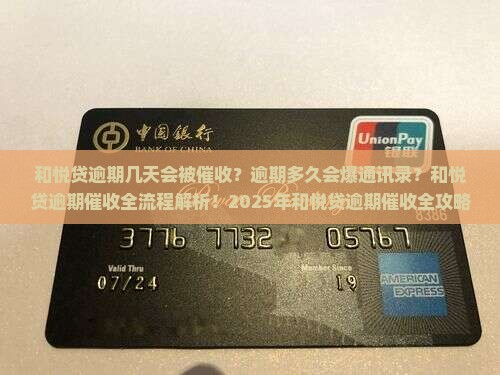 中国银行
BANK OF CHINA
UnionPay
银联
和悦贷逾期几天会被催收？逾期多久会爆通讯录？和悦
贷逾期催收全流程解析！2025年和悦贷逾期催收全攻略
8386
3776 7732 05767
Valid Thru
Member Since
07/24
19
AMERICAN
EXPRESS